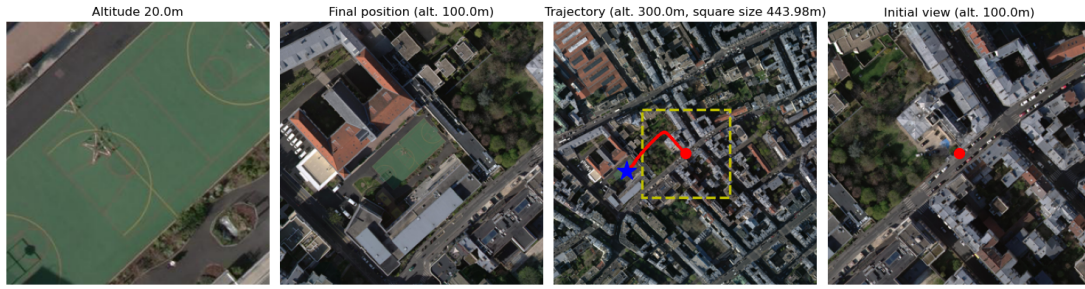 Altitude 20.0m
Final position (alt. 100.0m)
Trajectory (alt. 300.0m, square size 443.98m)
Initial view (alt. 100.0m)